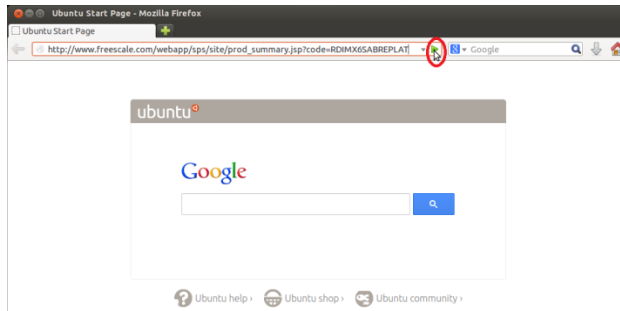 Ubuntu Start Page - Mozilla Firefox
Ubuntu Start Page
http://www.freescale.com/webapp/sps/site/prod_summary.jsp?code=RDIMX6SABREPLAT
8 Google
ubuntu
Google
Ubuntu help › Ubuntu shop › Ubuntu community ›